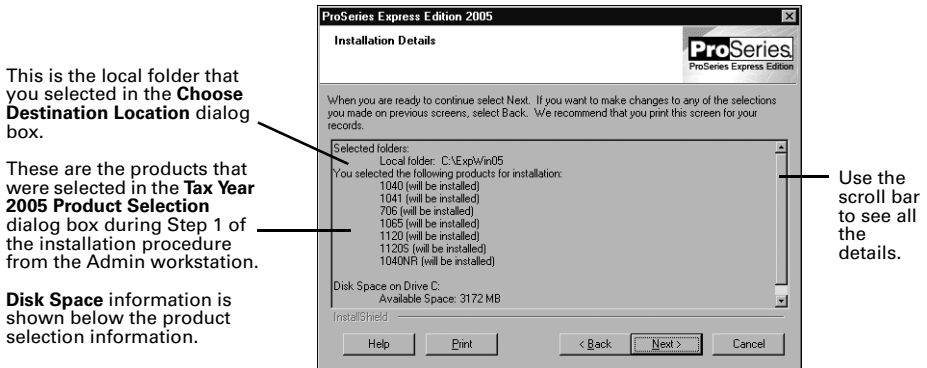 ProSeries Express Edition 2005
Installation Details
ProSeries.
ProSeries Express Edition
When you are ready to continue select Next. If you want to make changes to any of the selections
you made on previous screens, select Back. We recommend that you print this screen for your
records.
Selected folders:
Local folder: C:\ExpWin05
You selected the following products for installation:
1040 (will be installed)
1041 (will be installed)
706 (will be installed)
1065 (will be installed)
1120 (will be installed)
1120S (will be installed)
1040NR (will be installed)
Disk Space on Drive C:
Available Space: 3172 MB
InstallShield
Help
Print
< Back
Next >
Cancel
This is the local folder that
you selected in the Choose
Destination Location dialog
box.
These are the products that
were selected in the Tax Year
2005 Product Selection
dialog box during Step 1 of
the installation procedure
from the Admin workstation.
Disk Space information is
shown below the product
selection information.
Use the
scroll bar
to see all
the
details.